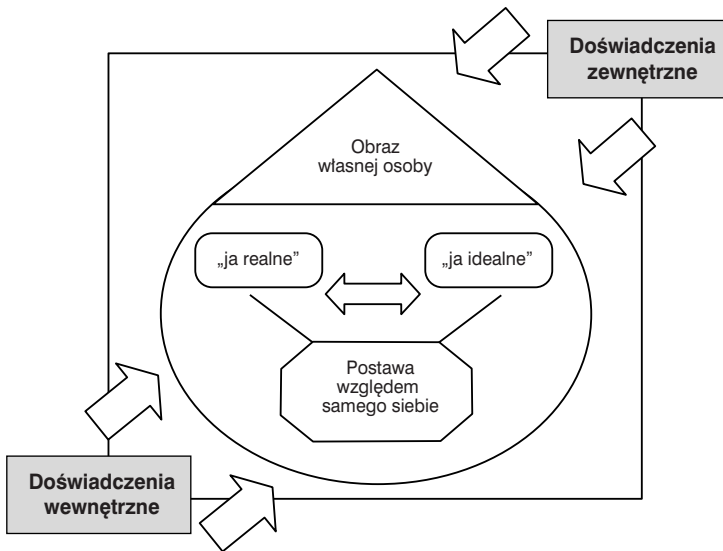 Doświadczenia
zewnętrzne
Obraz
własnej osoby
„ja realne”
„ja idealne”
Postawa
względem
samego siebie
Doświadczenia
wewnętrzne